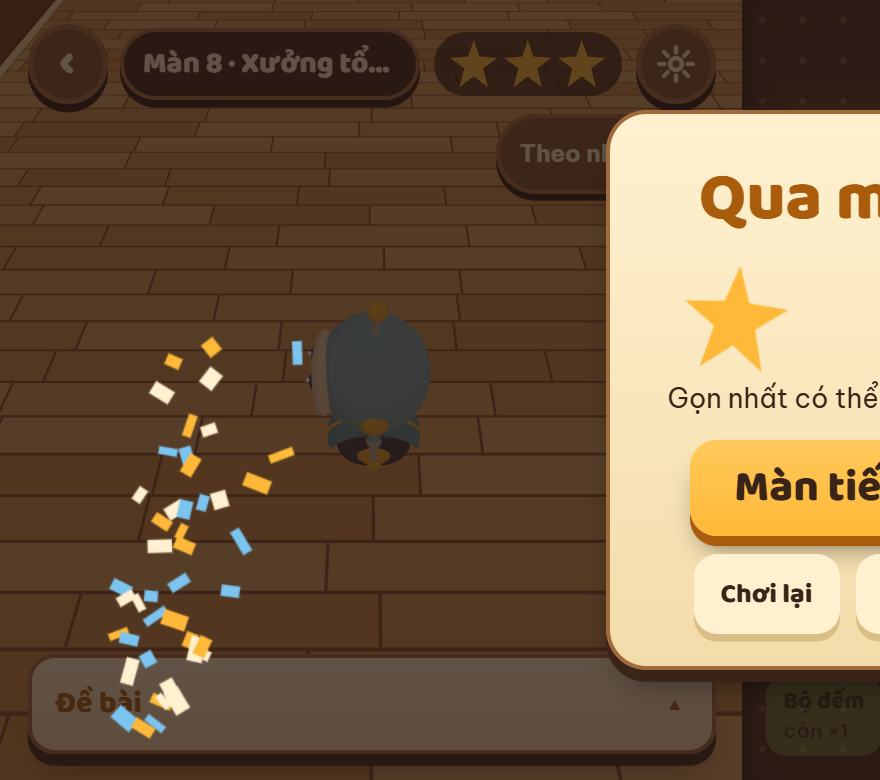 Màn 8 · Xưởng tổ...
Theo
Qua
Gọn nhất có thể
Màn
Chơi lại
Đề bài
Bộ đếm
còn ×1